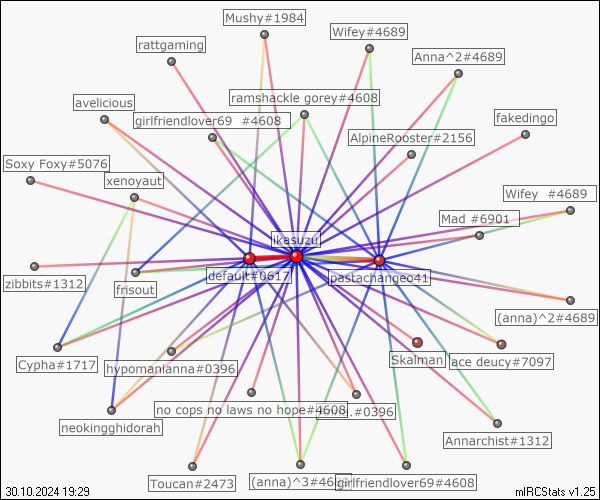 Mushy#1984
rattgaming
Wifey#4689
Anna^2#4689
avelicious
ramshackle gorey#4608
girlfriendlover69 #4608
fakedingo
AlpineRooster#2156
Soxy Foxy#5076
xenoyaut
Wifey #4689
Mad #6901
ikasuzu
zibbits#1312
default#0617
pastachangeo41
frisout
(anna)^2#4689
Cypha#1717
hypomanianna#0396
Skalman
ace deucy#7097
no cops no laws no hope#4608
#0396
neokingghidorah
Annarchist#1312
Toucan#2473
(anna)^3#4689
girlfriendlover69#4608
30.10.2024 19:29
mIRCStats v1.25